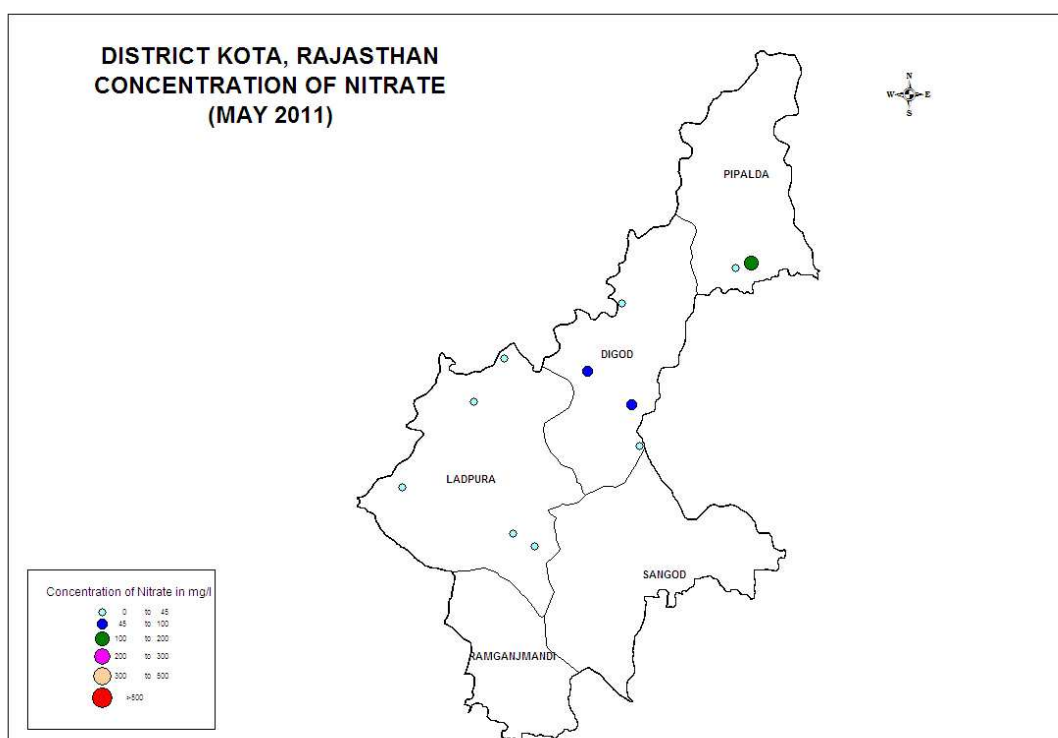 DISTRICT KOTA, RAJASTHAN
CONCENTRATION OF NITRATE
(MAY 2011)
N
W E
S
PIPALDA
DIGOD
LADPURA
SANGOD
RAMGANJMANDI
Concentration of Nitrate in mg/l
0 to 45
45 to 100
100 to 200
200 to 300
300 to 500
>500